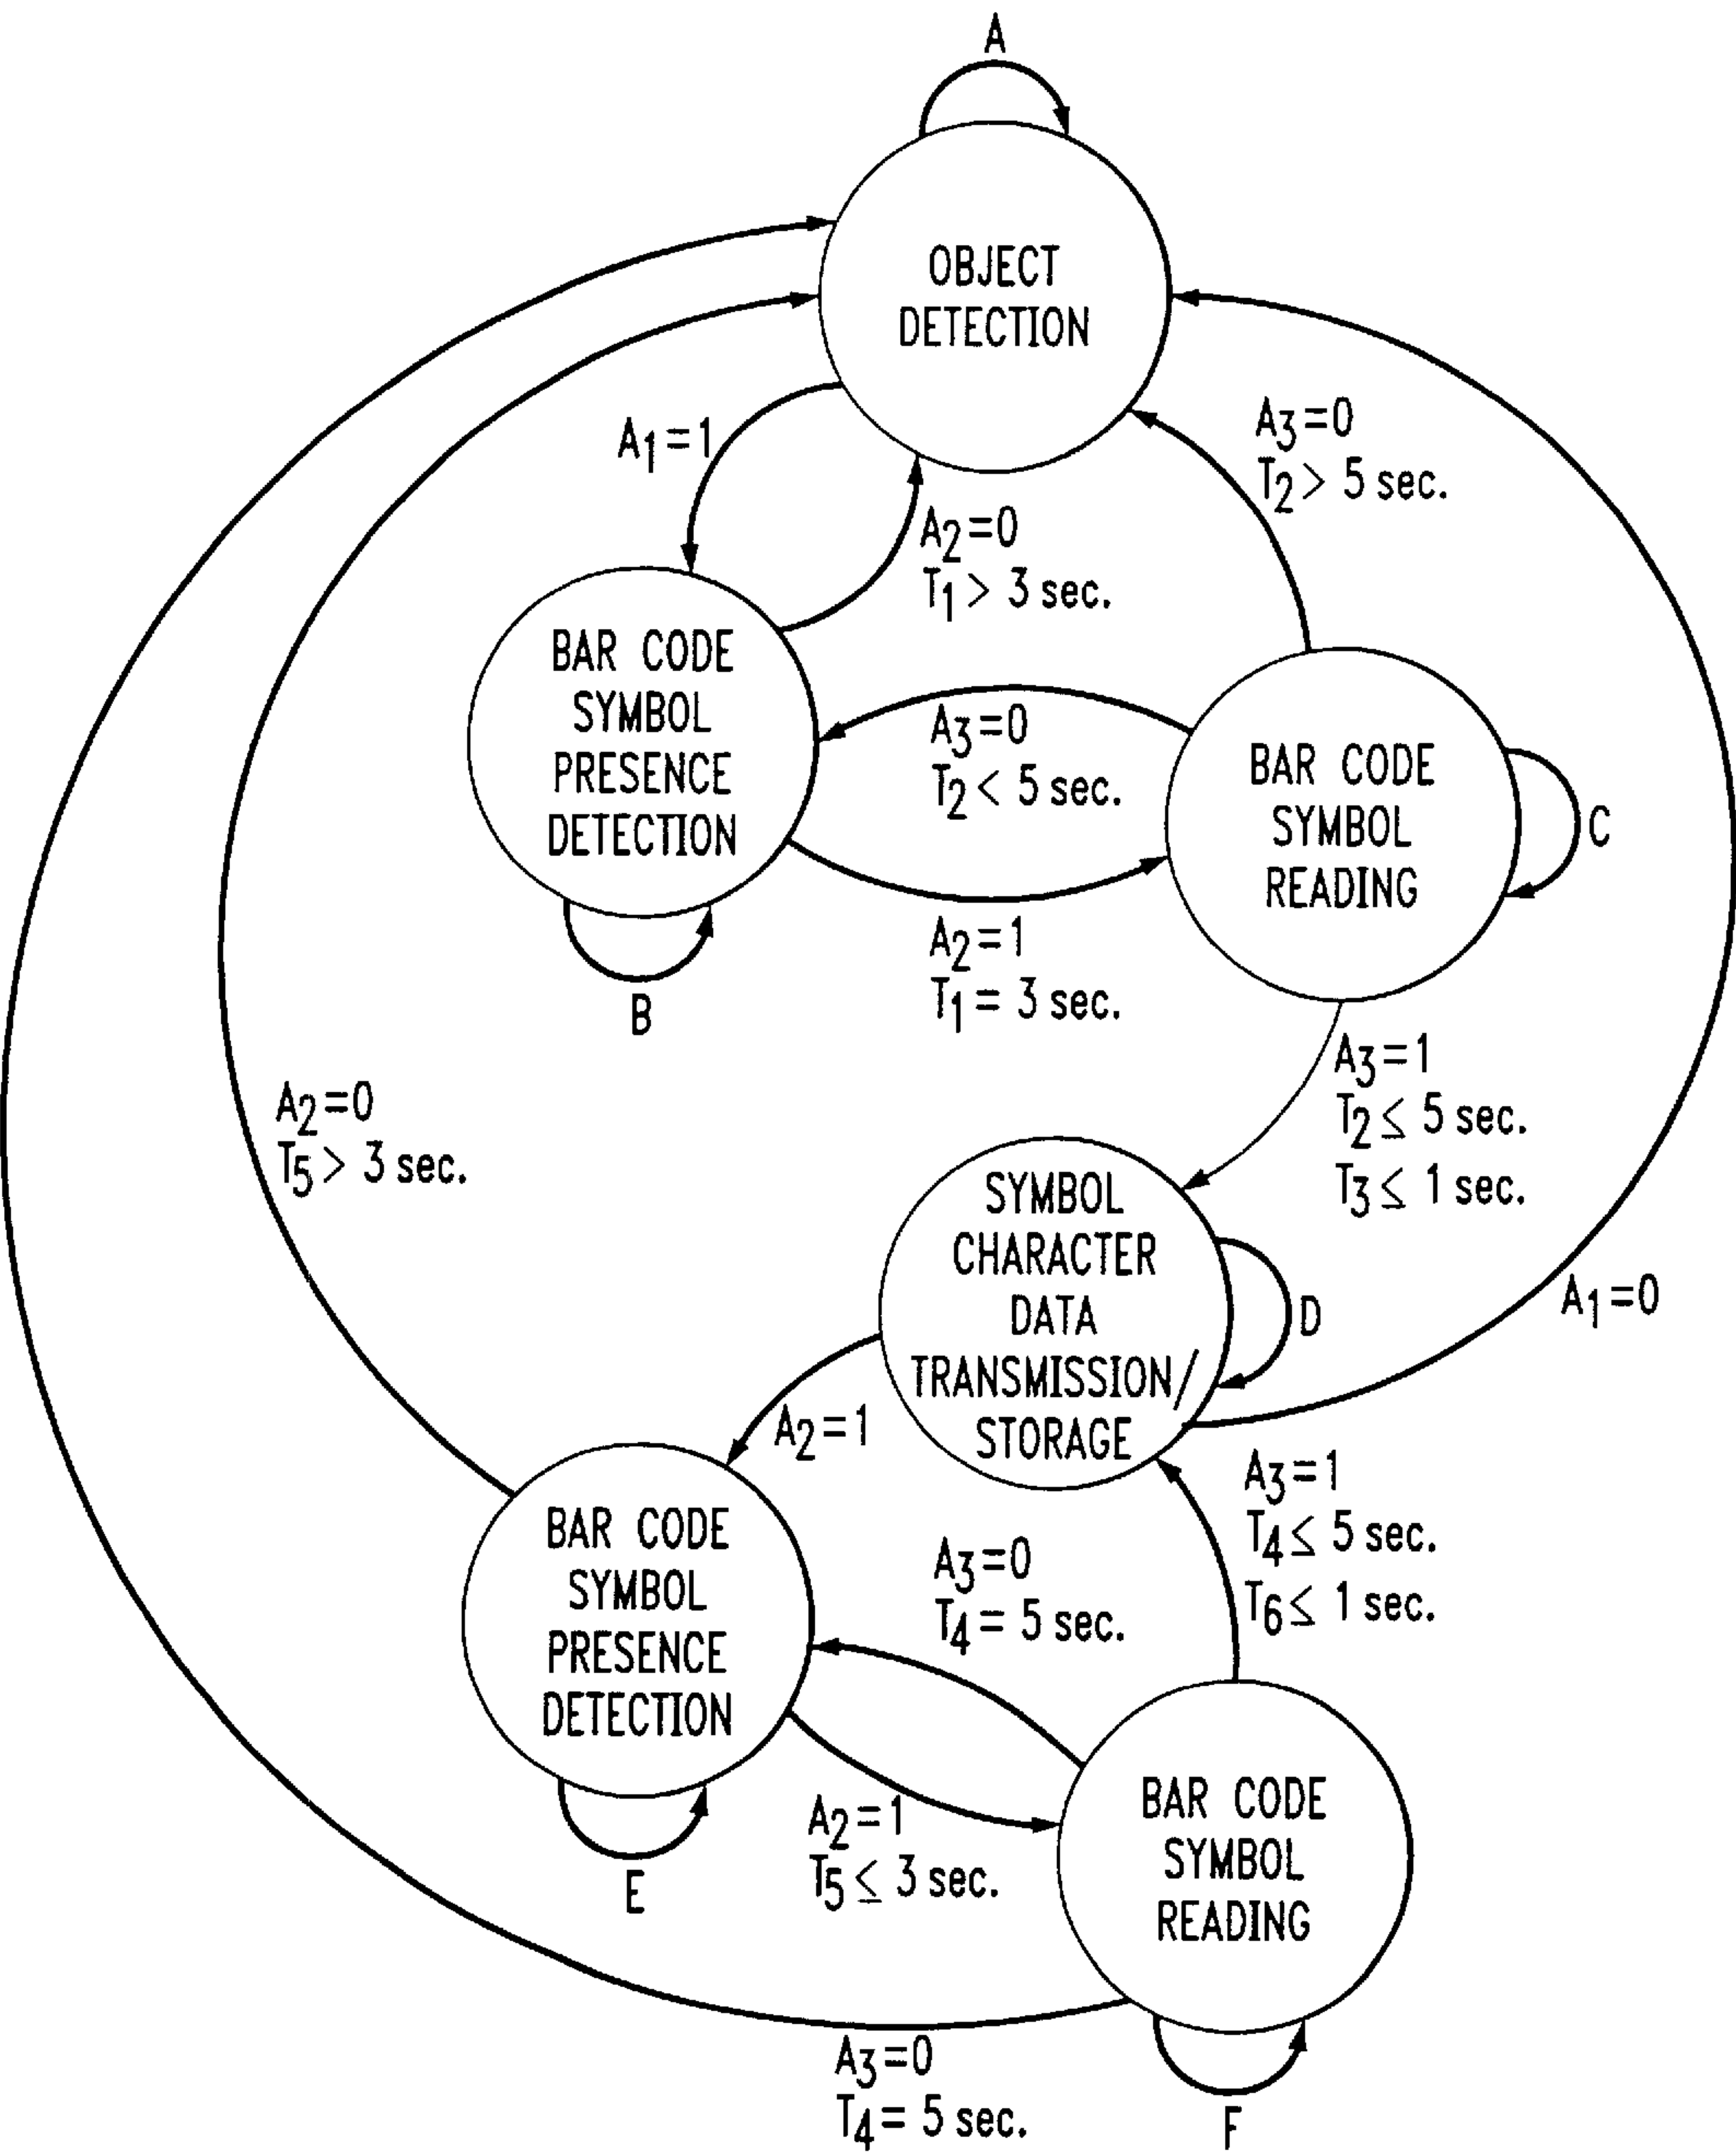 A
OBJECT
DETECTION
A1=1
A3=0
T2 > 5 sec.
A2=0
T1 > 3 sec.
BAR CODE
SYMBOL
PRESENCE
DETECTION
A3=0
T2 < 5 sec.
BAR CODE
SYMBOL
READING
C
B
A2=1
T1 = 3 sec.
A3=1
T2 ≤ 5 sec.
T3 ≤ 1 sec.
A2=0
T5 > 3 sec.
SYMBOL
CHARACTER
DATA
TRANSMISSION/
STORAGE
D
A1=0
A2=1
A3=1
T4 ≤ 5 sec.
T6 ≤ 1 sec.
BAR CODE
SYMBOL
PRESENCE
DETECTION
A3=0
T4 = 5 sec.
E
A2=1
T5 ≤ 3 sec.
BAR CODE
SYMBOL
READING
A3=0
T4 = 5 sec.
F